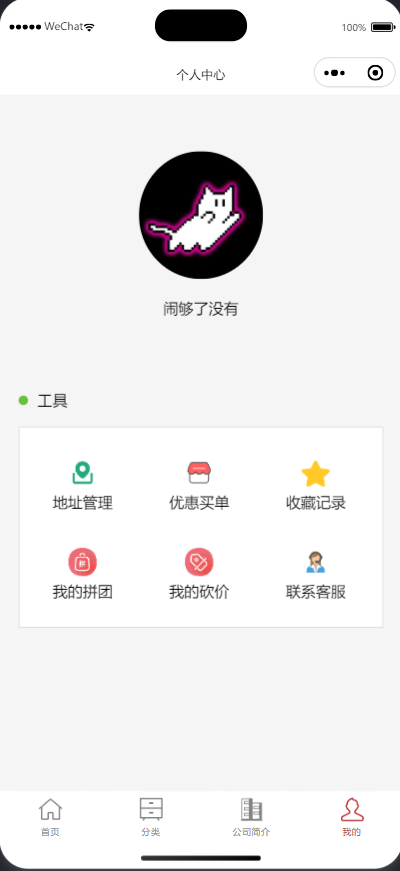 WeChat 100%
个人中心
闹够了没有
工具
地址管理 优惠买单 收藏记录
拼
我的拼团 我的砍价 联系客服
首页 分类 公司简介 我的